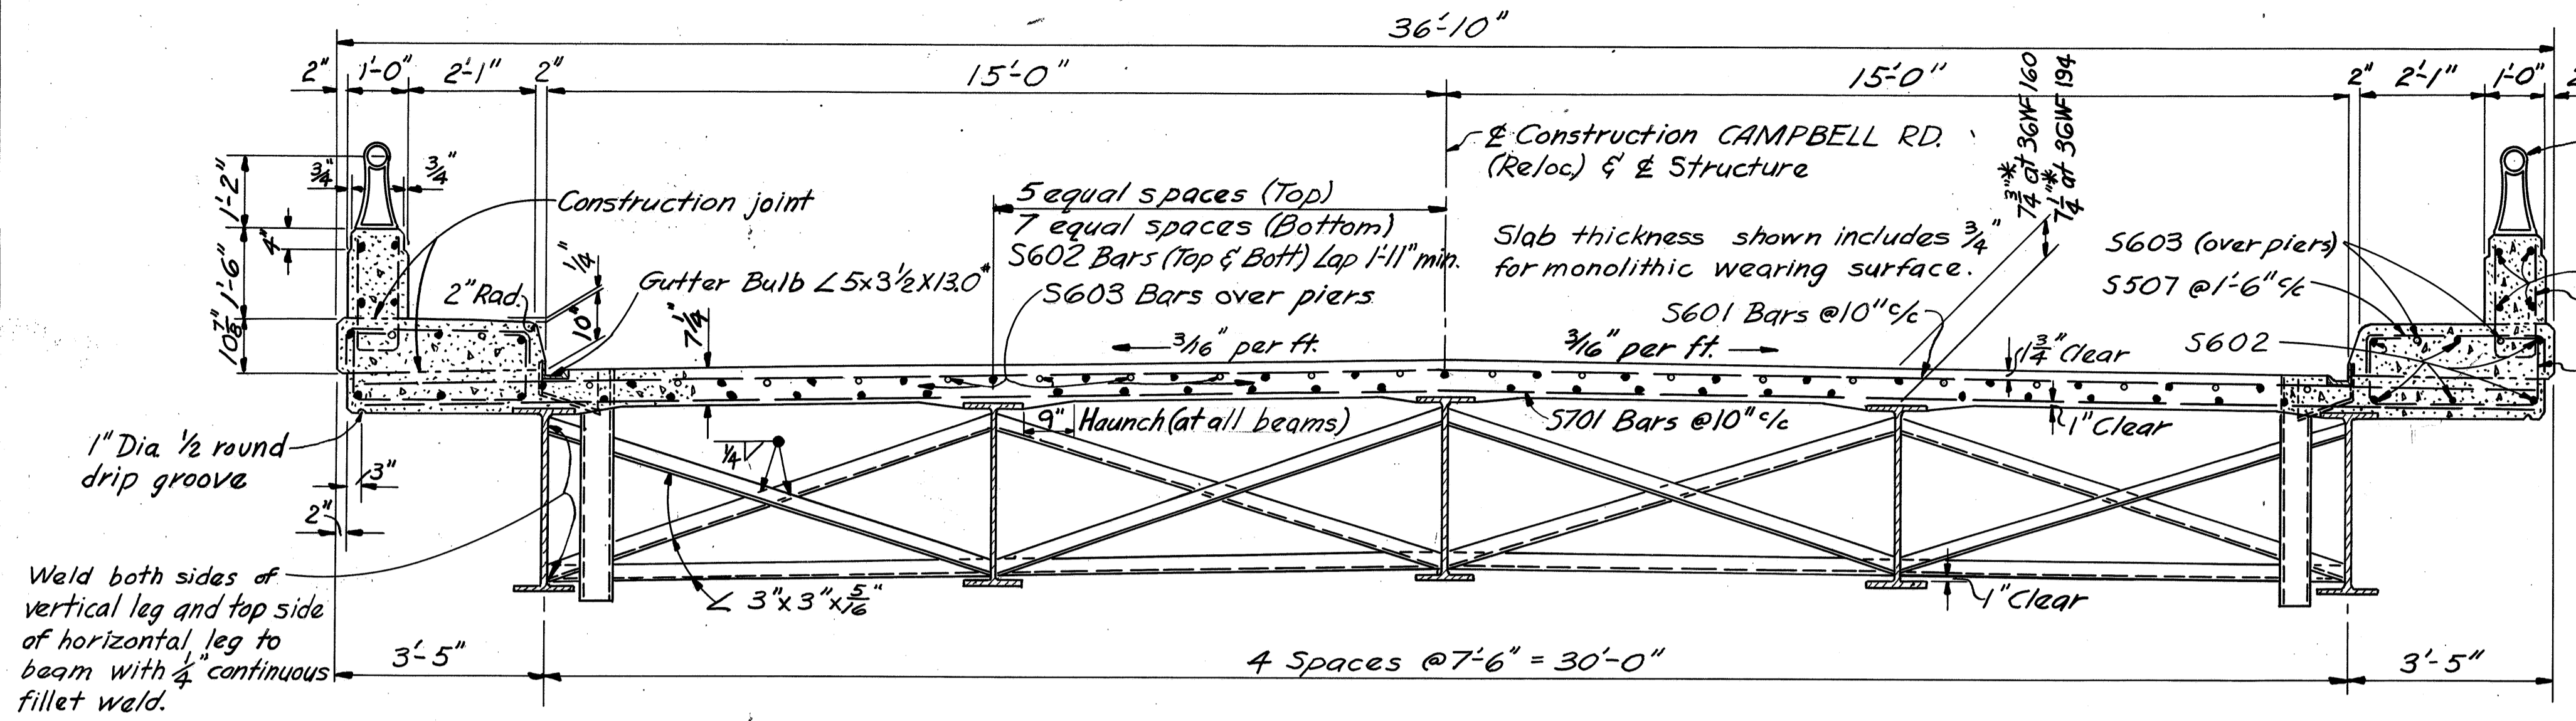 36'-10"
2" 1'-0" 2'-1" 2" 15'-0" 15'-0" 2" 2'-1" 1'-0" 2
7 3/4"* at 36WF 160
7 1/4"* at 36WF 194
℄ Construction CAMPBELL RD.
(Reloc.) & ℄ Structure
3/4" 3/4"
1'-2"
4"
1'-6"
10 7/8"
Construction joint
5 equal spaces (Top)
7 equal spaces (Bottom)
S602 Bars (Top & Bott) Lap 1'-11" min.
S603 Bars over piers
Slab thickness shown includes 3/4"
for monolithic wearing surface.
1/4"
10"
Gutter Bulb ∠5x3 1/2x13.0#
2" Rad.
7 1/4"
S601 Bars @10" c/c
S603 (over piers)
S507 @1'-6" c/c
S602
3/16" per ft.
3/16" per ft.
1 3/4" Clear
9" Haunch (at all beams)
S701 Bars @10" c/c
1" Clear
1" Dia 1/2 round
drip groove
3"
2"
1/4
Weld both sides of
vertical leg and top side
of horizontal leg to
beam with 1/4" continuous
fillet weld.
∠ 3"x3"x5/16"
1" Clear
3'-5" 4 Spaces @7'-6" = 30'-0" 3'-5"